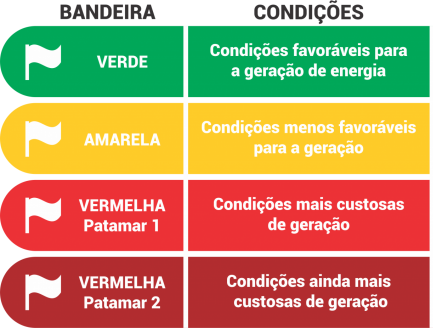 BANDEIRA
CONDIÇÕES
VERDE
Condições favoráveis para
a geração de energia
AMARELA
Condições menos favoráveis
para a geração
VERMELHA
Patamar 1
Condições mais custosas
de geração
VERMELHA
Patamar 2
Condições ainda mais
custosas de geração